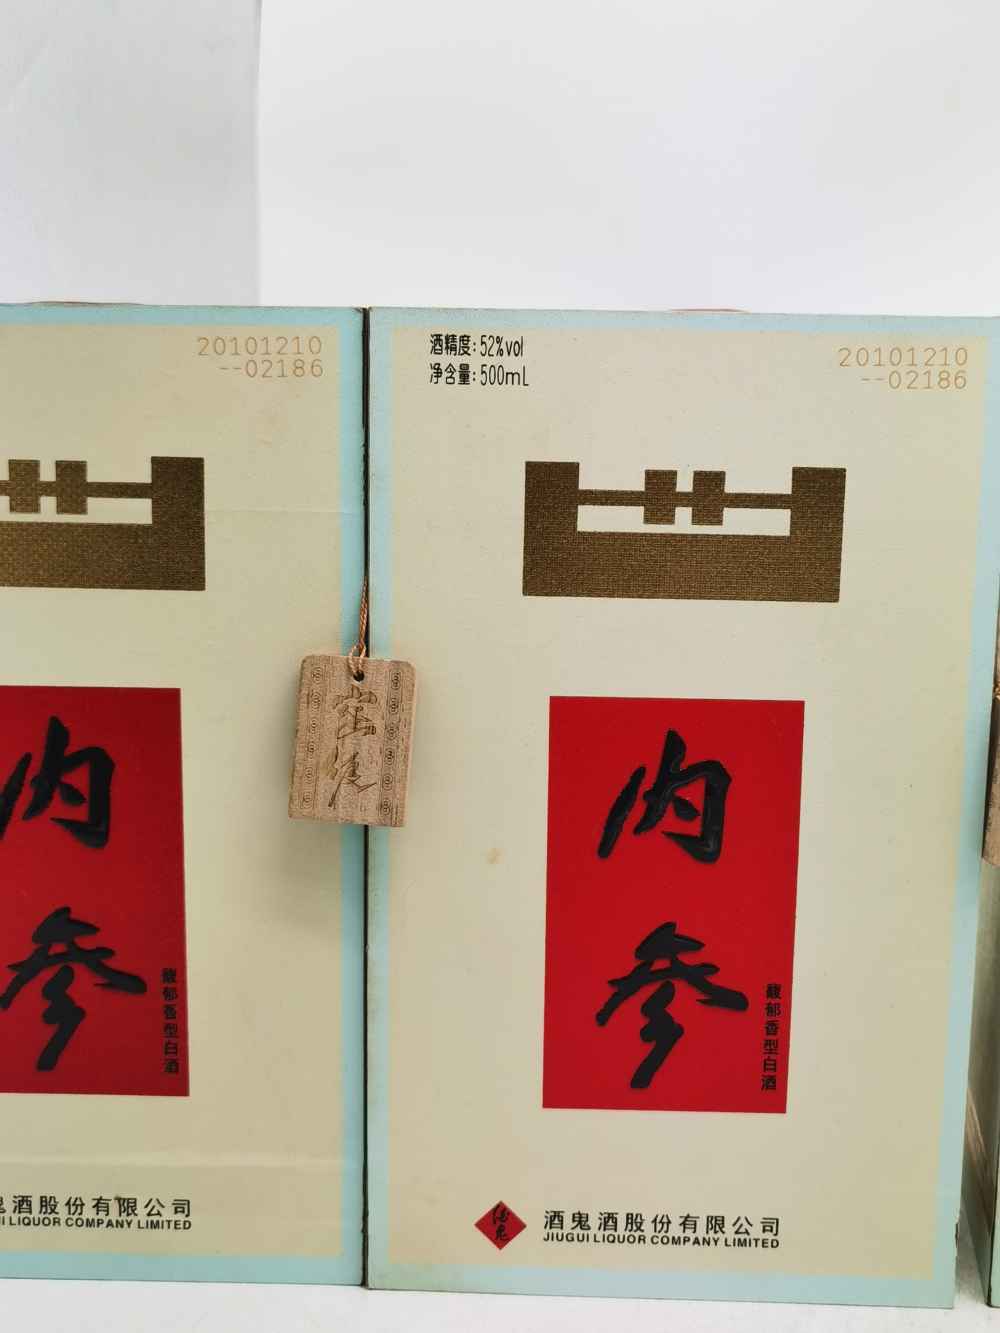 20101210
--02186
内参
馥郁香型白酒
酒股份有限公司
LIQUOR COMPANY LIMITED
酒精度:52%vol
净含量:500mL
20101210
--02186
内参
馥郁香型白酒
酒鬼
酒鬼酒股份有限公司
JIUGUI LIQUOR COMPANY LIMITED